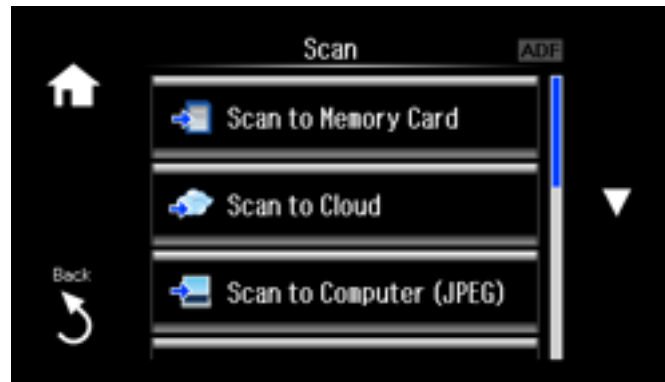 Scan
ADF
Scan to Memory Card
Scan to Cloud
Back
Scan to Computer (JPEG)